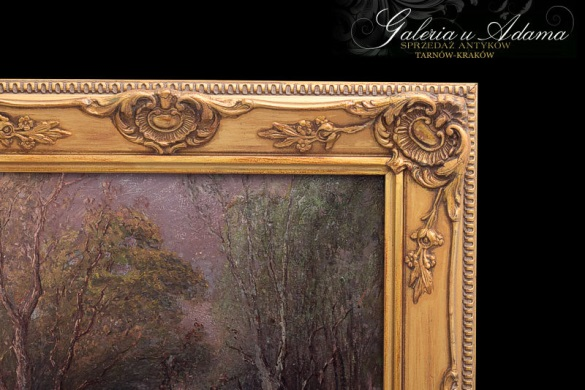 Galeria u Adama
SPRZEDAŻ ANTYKÓW
TARNÓW-KRAKÓW